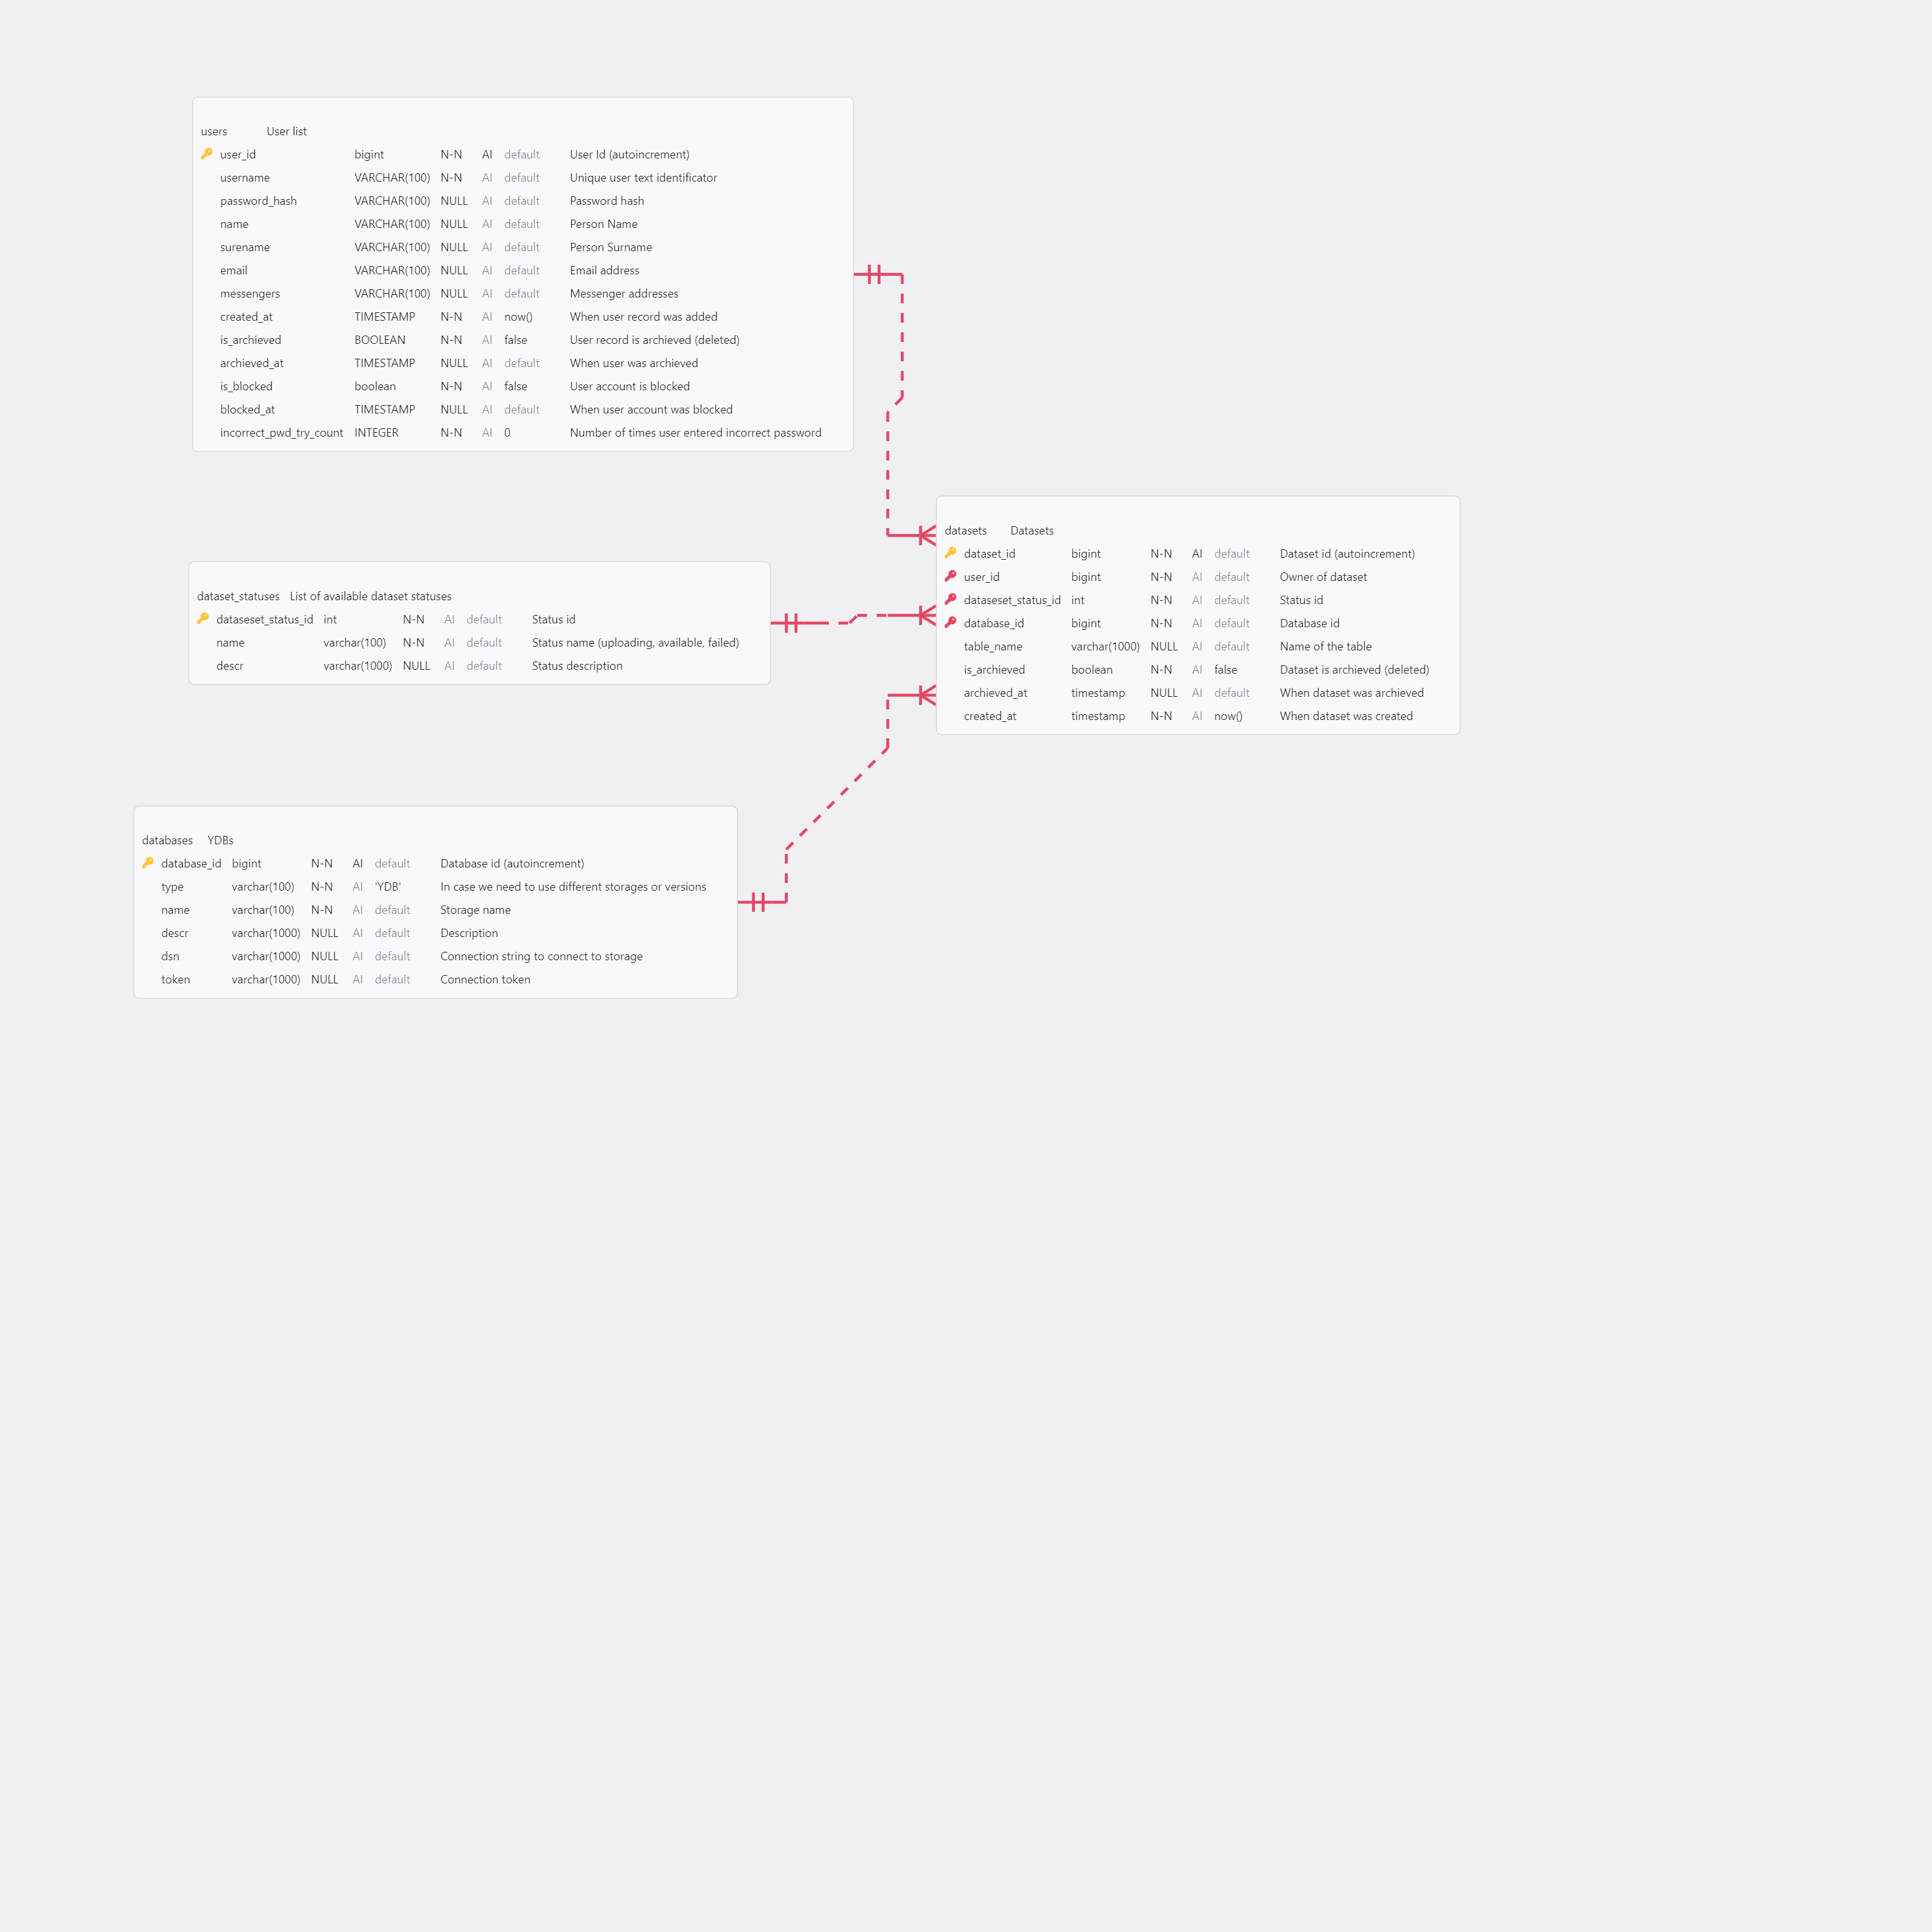 users User list
user_id bigint N-N AI default User Id (autoincrement)
username VARCHAR(100) N-N AI default Unique user text identificator
password_hash VARCHAR(100) NULL AI default Password hash
name VARCHAR(100) NULL AI default Person Name
surename VARCHAR(100) NULL AI default Person Surname
email VARCHAR(100) NULL AI default Email address
messengers VARCHAR(100) NULL AI default Messenger addresses
created_at TIMESTAMP N-N AI now() When user record was added
is_archieved BOOLEAN N-N AI false User record is archieved (deleted)
archieved_at TIMESTAMP NULL AI default When user was archieved
is_blocked boolean N-N AI false User account is blocked
blocked_at TIMESTAMP NULL AI default When user account was blocked
incorrect_pwd_try_count INTEGER N-N AI 0 Number of times user entered incorrect password
datasets Datasets
dataset_id bigint N-N AI default Dataset id (autoincrement)
user_id bigint N-N AI default Owner of dataset
dataseset_status_id int N-N AI default Status id
database_id bigint N-N AI default Database id
table_name varchar(1000) NULL AI default Name of the table
is_archieved boolean N-N AI false Dataset is archieved (deleted)
archieved_at timestamp NULL AI default When dataset was archieved
created_at timestamp N-N AI now() When dataset was created
dataset_statuses List of available dataset statuses
dataseset_status_id int N-N AI default Status id
name varchar(100) N-N AI default Status name (uploading, available, failed)
descr varchar(1000) NULL AI default Status description
databases YDBs
database_id bigint N-N AI default Database id (autoincrement)
type varchar(100) N-N AI 'YDB' In case we need to use different storages or versions
name varchar(100) N-N AI default Storage name
descr varchar(1000) NULL AI default Description
dsn varchar(1000) NULL AI default Connection string to connect to storage
token varchar(1000) NULL AI default Connection token